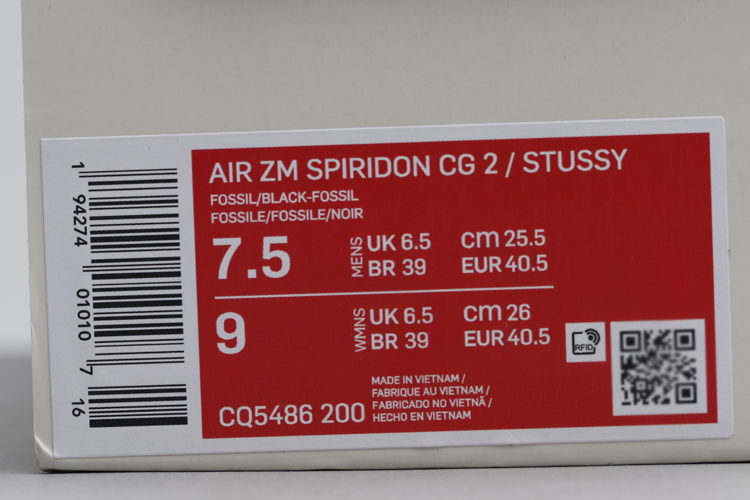 AIR ZM SPIRIDON CG 2 / STUSSY
FOSSIL/BLACK-FOSSIL
FOSSILE/FOSSILE/NOIR
7.5
MENS
UK 6.5
cm 25.5
BR 39
EUR 40.5
9
WMNS
UK 6.5
cm 26
BR 39
EUR 40.5
RFID
CQ5486 200
MADE IN VIETNAM /
FABRIQUE AU VIETNAM /
FABRICADO NO VIETNÃ /
HECHO EN VIETNAM
1 94274 01010 7 16